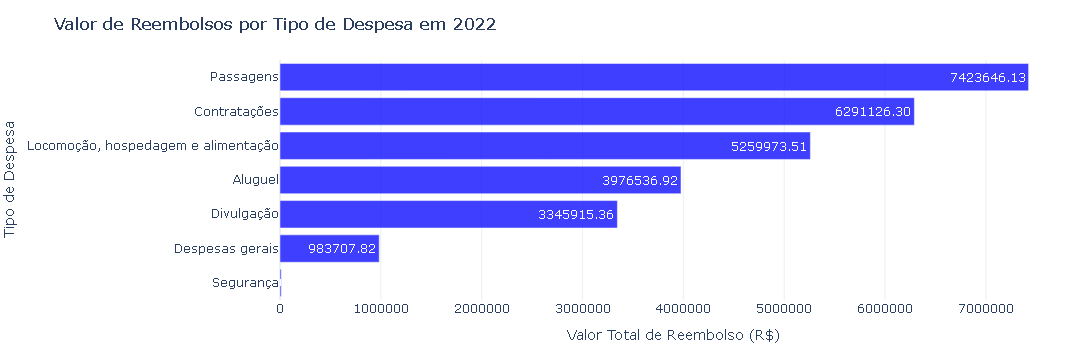 Valor de Reembolsos por Tipo de Despesa em 2022
Tipo de Despesa
Passagens 7423646.13
Contratações 6291126.30
Locomoção, hospedagem e alimentação 5259973.51
Aluguel 3976536.92
Divulgação 3345915.36
Despesas gerais 983707.82
Segurança
0 1000000 2000000 3000000 4000000 5000000 6000000 7000000
Valor Total de Reembolso (R$)